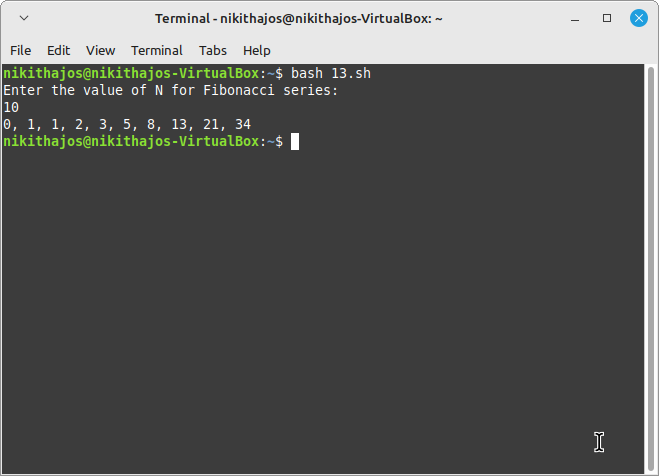 Terminal - nikithajos@nikithajos-VirtualBox: ~
File Edit View Terminal Tabs Help
nikithajos@nikithajos-VirtualBox:~$ bash 13.sh
Enter the value of N for Fibonacci series:
10
0, 1, 1, 2, 3, 5, 8, 13, 21, 34
nikithajos@nikithajos-VirtualBox:~$